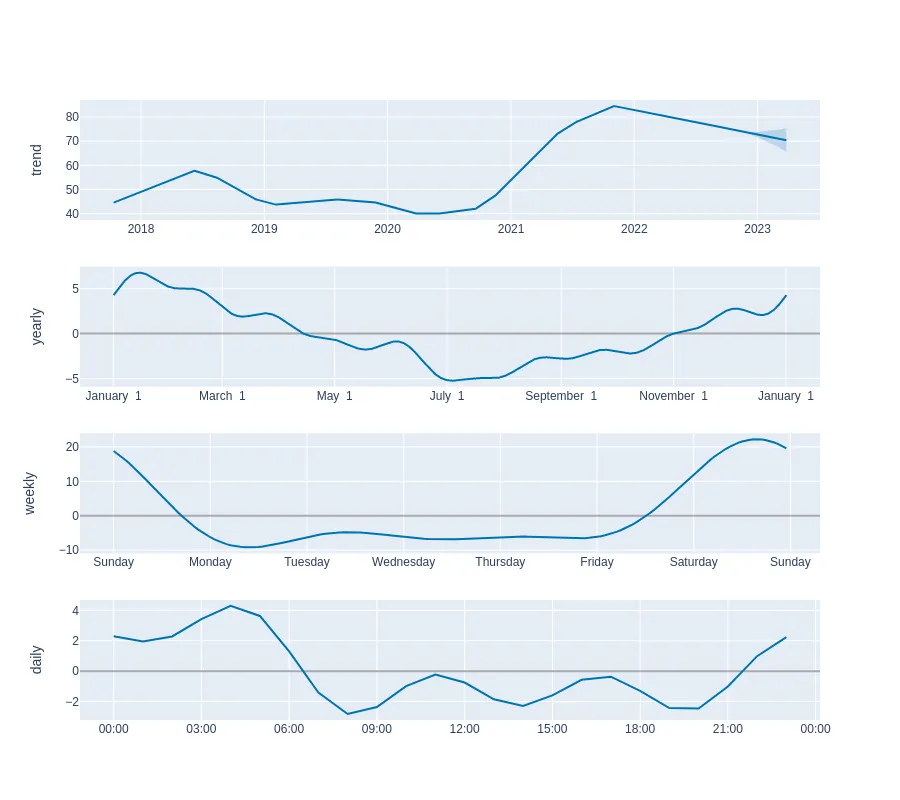 trend
80
70
60
50
40
2018 2019 2020 2021 2022 2023
yearly
5
0
−5
January 1 March 1 May 1 July 1 September 1 November 1 January 1
weekly
20
10
0
−10
Sunday Monday Tuesday Wednesday Thursday Friday Saturday Sunday
daily
4
2
0
−2
00:00 03:00 06:00 09:00 12:00 15:00 18:00 21:00 00:00